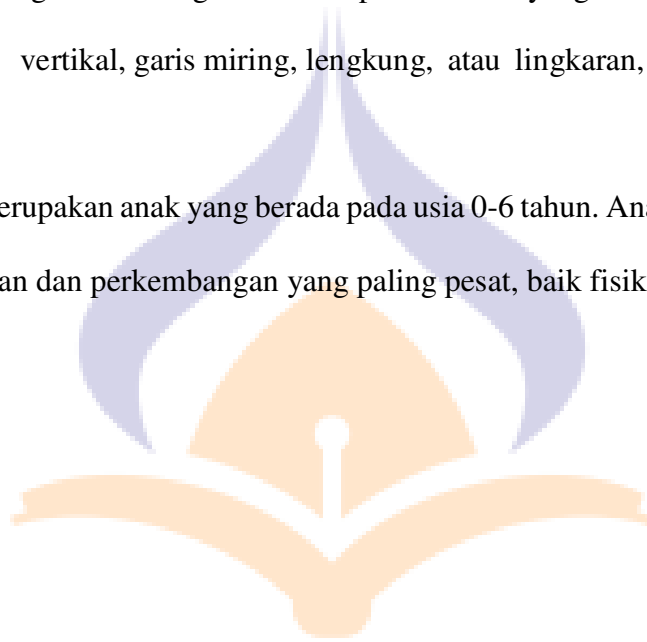 vertikal, garis miring, lengkung, atau lingkaran,
erupakan anak yang berada pada usia 0-6 tahun. Ana
an dan perkembangan yang paling pesat, baik fisik